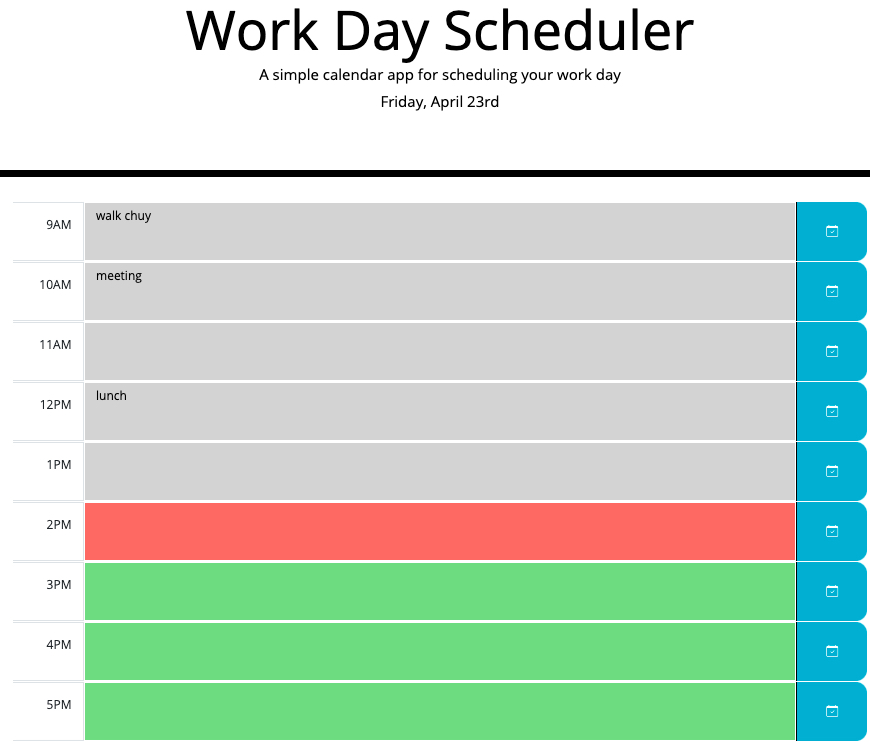 Work Day Scheduler
A simple calendar app for scheduling your work day
Friday, April 23rd
9AM walk chuy
10AM meeting
11AM
12PM lunch
1PM
2PM
3PM
4PM
5PM